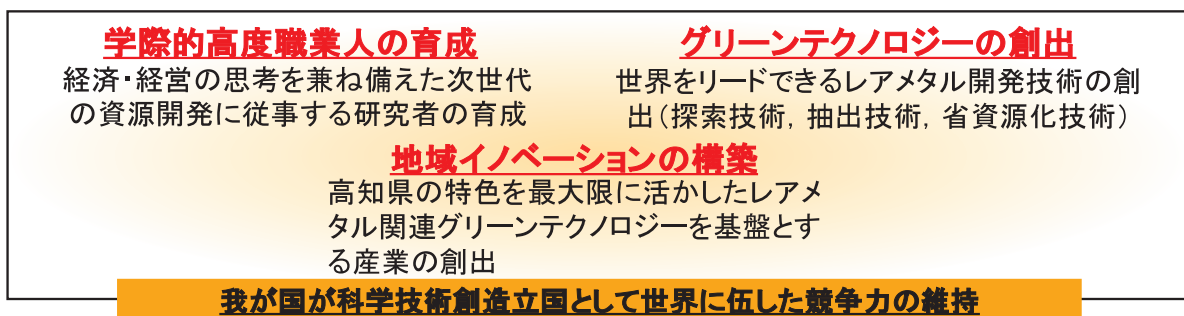 学際的高度職業人の育成
経済・経営の思考を兼ね備えた次世代
の資源開発に従事する研究者の育成
グリーンテクノロジーの創出
世界をリードできるレアメタル開発技術の創
出(探索技術, 抽出技術, 省資源化技術)
地域イノベーションの構築
高知県の特色を最大限に活かしたレアメ
タル関連グリーンテクノロジーを基盤とす
る産業の創出
我が国が科学技術創造立国として世界に伍した競争力の維持